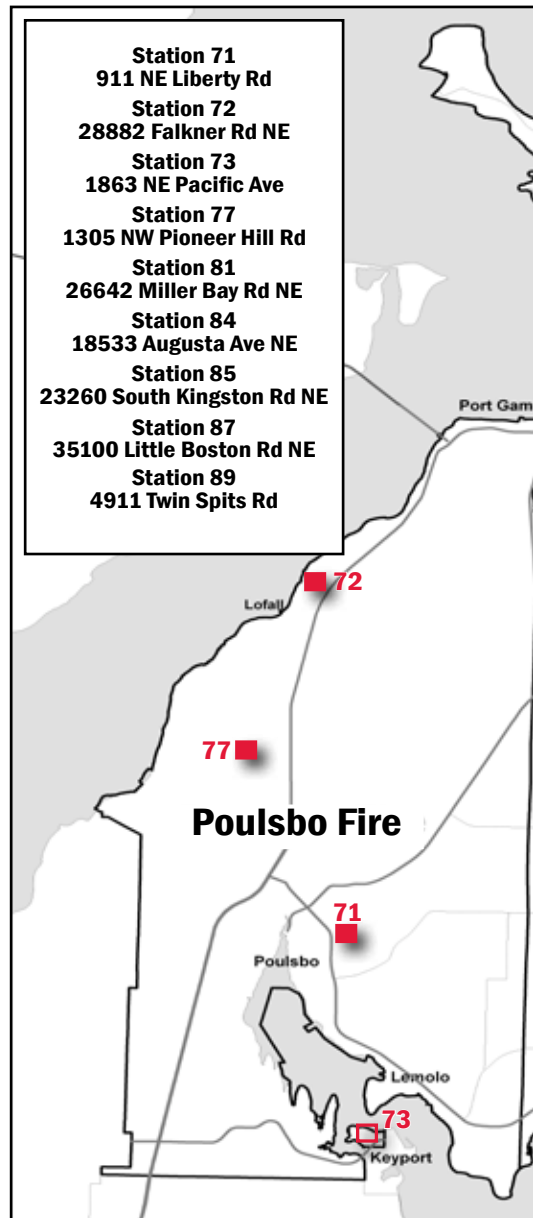 Station 71
911 NE Liberty Rd
Station 72
28882 Falkner Rd NE
Station 73
1863 NE Pacific Ave
Station 77
1305 NW Pioneer Hill Rd
Station 81
26642 Miller Bay Rd NE
Station 84
18533 Augusta Ave NE
Station 85
23260 South Kingston Rd NE
Station 87
35100 Little Boston Rd NE
Station 89
4911 Twin Spits Rd
Port Gam
72
Lofall
77
Poulsbo Fire
71
Poulsbo
Lemolo
73
Keyport